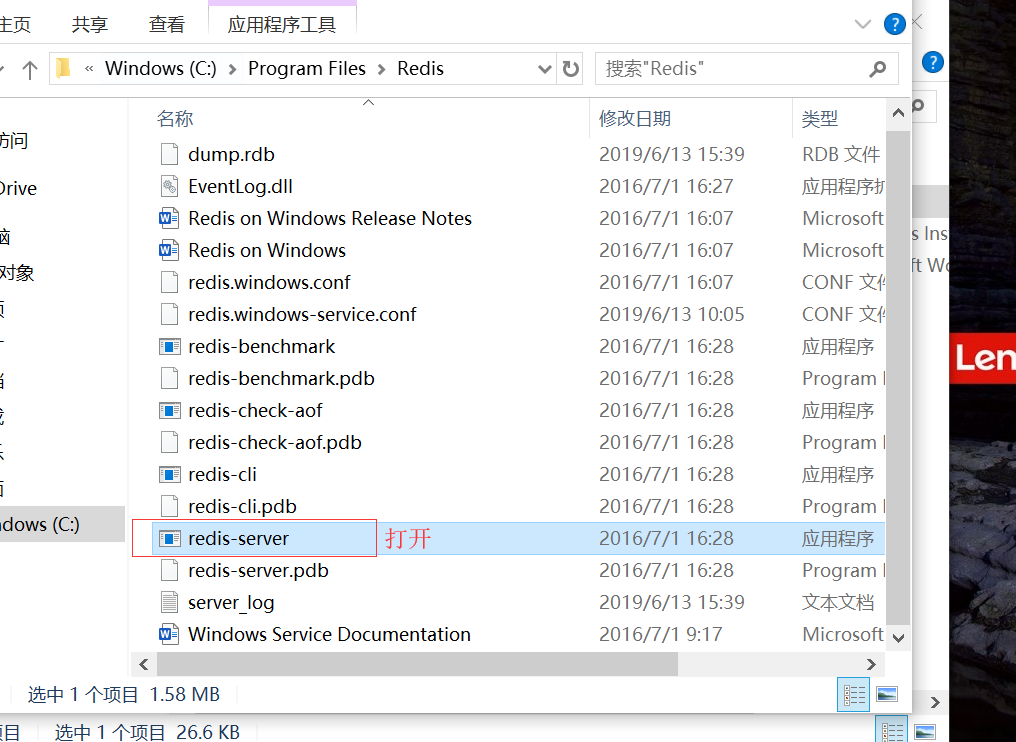 主页 共享 查看 应用程序工具
« Windows (C:) Program Files Redis
搜索"Redis"
名称 修改日期 类型
dump.rdb 2019/6/13 15:39 RDB 文件
EventLog.dll 2016/7/1 16:27 应用程序扩
Redis on Windows Release Notes 2016/7/1 16:07 Microsoft
Redis on Windows 2016/7/1 16:07 Microsoft
redis.windows.conf 2016/7/1 16:07 CONF 文件
redis.windows-service.conf 2019/6/13 10:05 CONF 文件
redis-benchmark 2016/7/1 16:28 应用程序
redis-benchmark.pdb 2016/7/1 16:28 Program
redis-check-aof 2016/7/1 16:28 应用程序
redis-check-aof.pdb 2016/7/1 16:28 Program
redis-cli 2016/7/1 16:28 应用程序
redis-cli.pdb 2016/7/1 16:28 Program
redis-server 打开 2016/7/1 16:28 应用程序
redis-server.pdb 2016/7/1 16:28 Program
server_log 2019/6/13 15:39 文本文档
Windows Service Documentation 2016/7/1 9:17 Microsoft
访问
Drive
脑
对象
ndows (C:)
选中 1 个项目 1.58 MB
项目 选中 1 个项目 26.6 KB
s Ins
ft Wo
Len